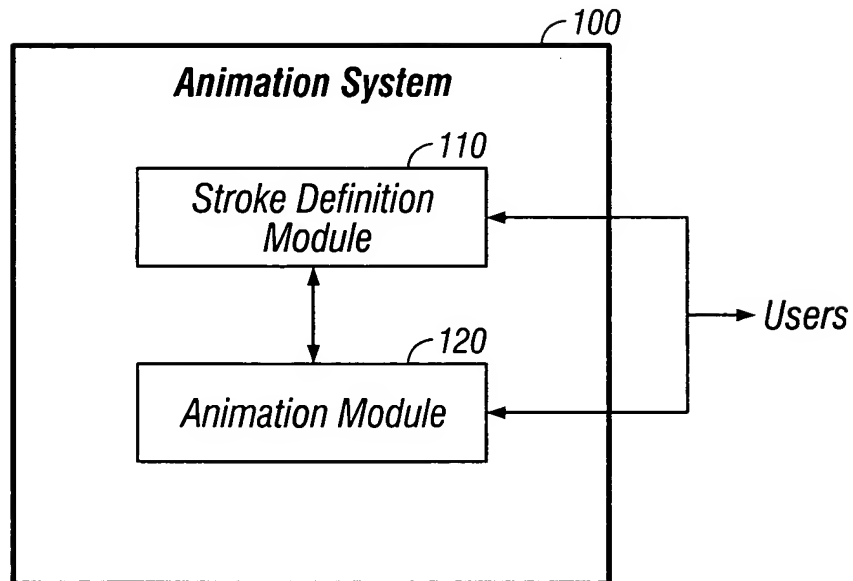 100
Animation System
110
Stroke Definition
Module
Users
120
Animation Module